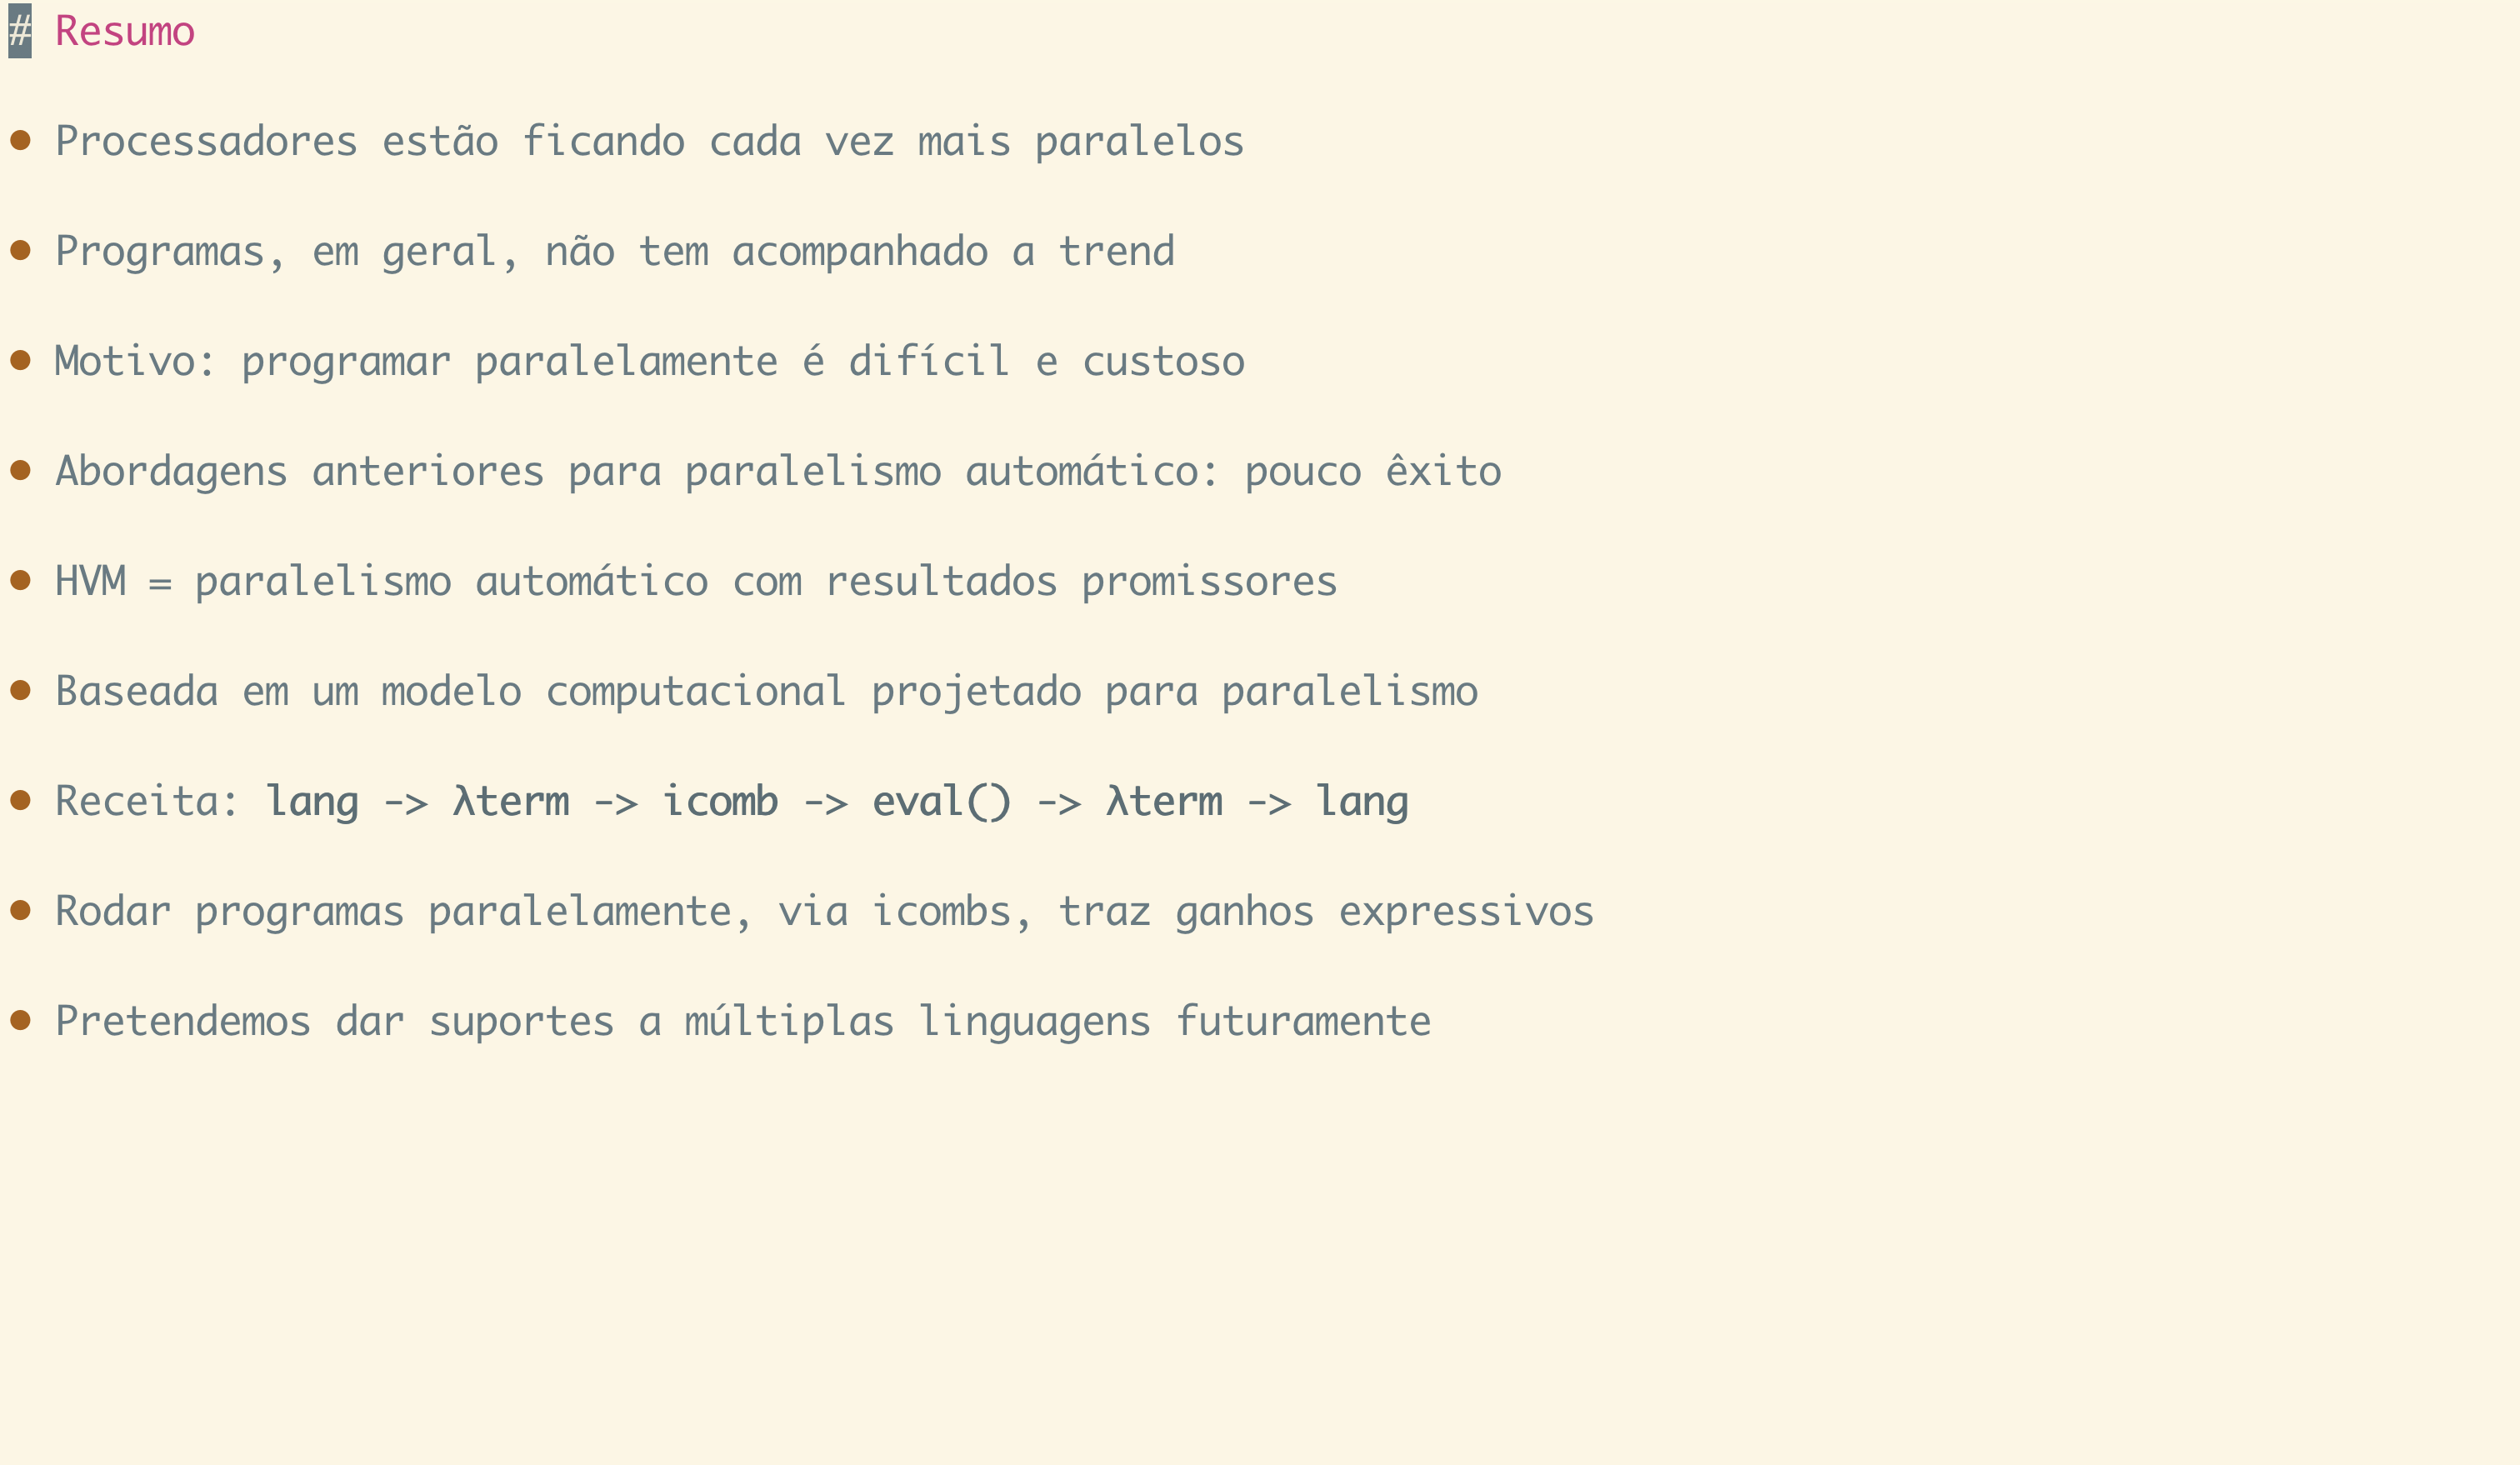 # Resumo
● Processadores estão ficando cada vez mais paralelos
● Programas, em geral, não tem acompanhado a trend
● Motivo: programar paralelamente é difícil e custoso
● Abordagens anteriores para paralelismo automático: pouco êxito
● HVM = paralelismo automático com resultados promissores
● Baseada em um modelo computacional projetado para paralelismo
● Receita: lang -> λterm -> icomb -> eval() -> λterm -> lang
● Rodar programas paralelamente, via icombs, traz ganhos expressivos
● Pretendemos dar suportes a múltiplas linguagens futuramente